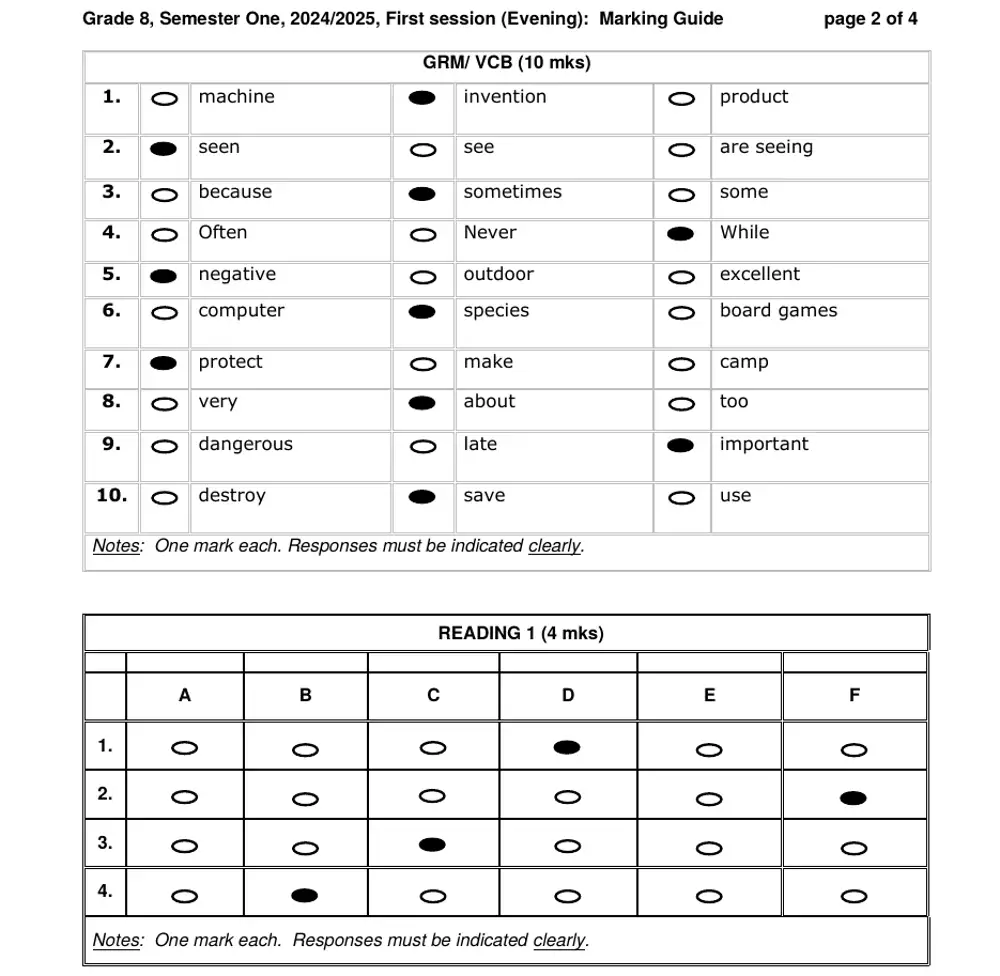 Grade 8, Semester One, 2024/2025, First session (Evening): Marking Guide page 2 of 4
GRM/ VCB (10 mks)
1. machine invention product
2. seen see are seeing
3. because sometimes some
4. Often Never While
5. negative outdoor excellent
6. computer species board games
7. protect make camp
8. very about too
9. dangerous late important
10. destroy save use
Notes: One mark each. Responses must be indicated clearly.
READING 1 (4 mks)
A B C D E F
1.
2.
3.
4.
Notes: One mark each. Responses must be indicated clearly.